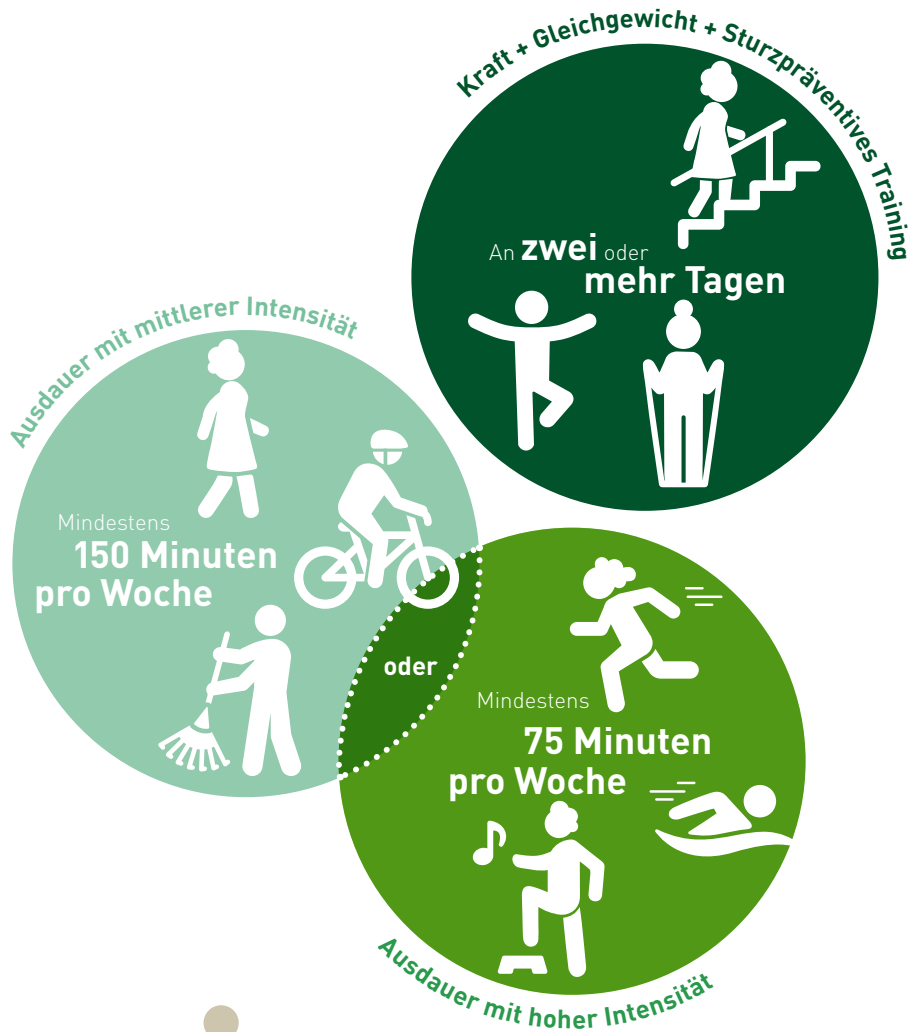 Kraft + Gleichgewicht + Sturzpräventives Training
An zwei oder
mehr Tagen
Ausdauer mit mittlerer Intensität
Mindestens
150 Minuten
pro Woche
oder
Mindestens
75 Minuten
pro Woche
Ausdauer mit hoher Intensität